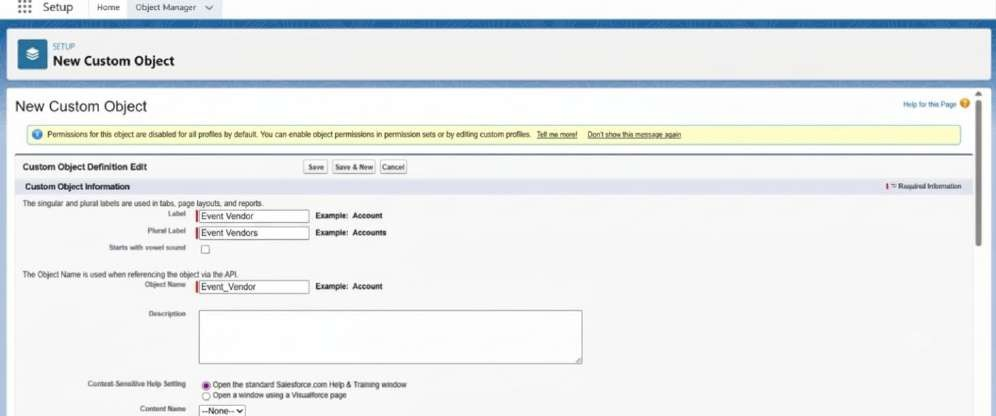 Setup Home Object Manager
SETUP
New Custom Object
New Custom Object
Help for this Page
Permissions for this object are disabled for all profiles by default. You can enable object permissions in permission sets or by editing custom profiles. Tell me more! Don't show this message again
Custom Object Definition Edit Save Save & New Cancel
Custom Object Information = Required Information
The singular and plural labels are used in tabs, page layouts, and reports.
Label Event Vendor Example: Account
Plural Label Event Vendors Example: Accounts
Starts with vowel sound
The Object Name is used when referencing the object via the API.
Object Name Event_Vendor Example: Account
Description
Context-Sensitive Help Setting Open the standard Salesforce.com Help & Training window
Open a window using a Visualforce page
Content Name --None--